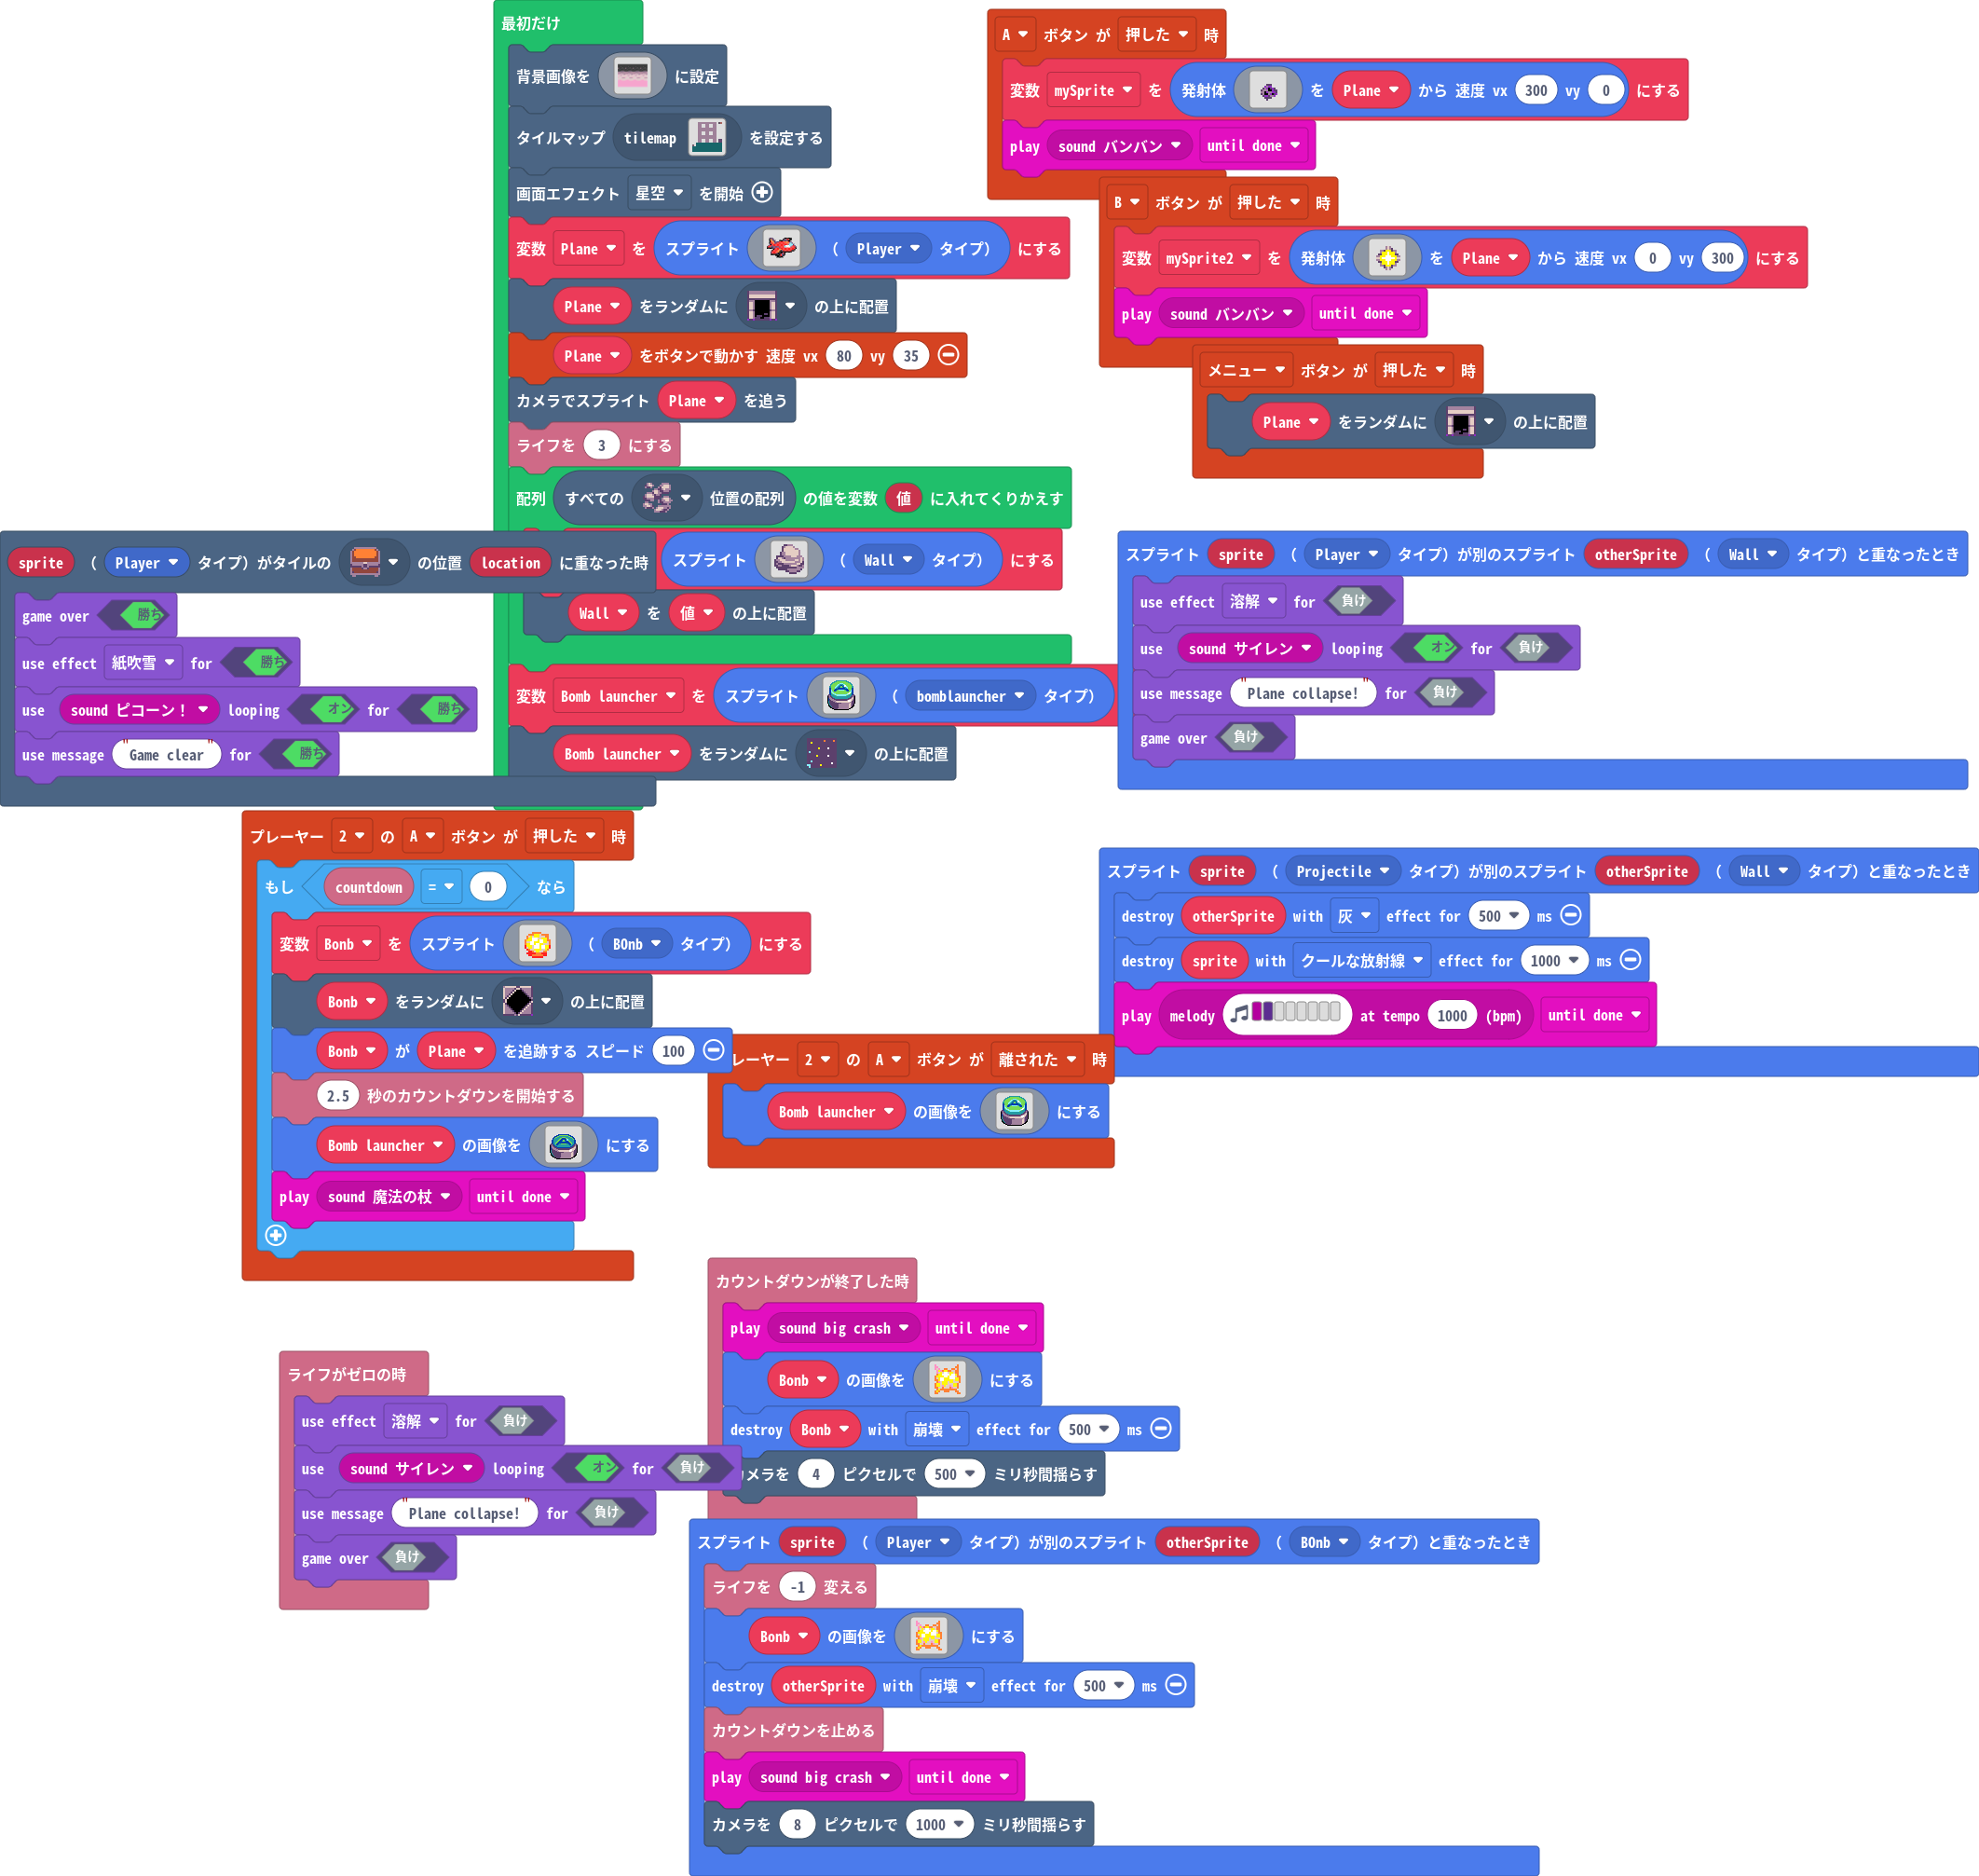 最初だけ
背景画像を に設定
タイルマップ tilemap を設定する
画面エフェクト 星空 を開始
変数 Plane を スプライト ( Player タイプ) にする
Plane をランダムに の上に配置
Plane をボタンで動かす 速度 vx 80 vy 35
カメラでスプライト Plane を追う
ライフを 3 にする
配列 すべての 位置の配列 の値を変数 値 に入れてくりかえす
スプライト ( Wall タイプ) にする
Wall を 値 の上に配置
変数 Bomb launcher を スプライト ( bomblauncher タイプ)
Bomb launcher をランダムに の上に配置
A ボタン が 押した 時
変数 mySprite を 発射体 を Plane から 速度 vx 300 vy 0 にする
play sound バンバン until done
B ボタン が 押した 時
変数 mySprite2 を 発射体 を Plane から 速度 vx 0 vy 300 にする
play sound バンバン until done
メニュー ボタン が 押した 時
Plane をランダムに の上に配置
sprite ( Player タイプ) がタイルの の位置 location に重なった時
game over 勝ち
use effect 紙吹雪 for 勝ち
use sound ピコーン! looping オン for 勝ち
use message "Game clear" for 勝ち
スプライト sprite ( Player タイプ) が別のスプライト otherSprite ( Wall タイプ) と重なったとき
use effect 溶解 for 負け
use sound サイレン looping オン for 負け
use message "Plane collapse!" for 負け
game over 負け
プレーヤー 2 の A ボタン が 押した 時
もし countdown = 0 なら
変数 Bonb を スプライト ( BOnb タイプ) にする
Bonb をランダムに の上に配置
Bonb が Plane を追跡する スピード 100
2.5 秒のカウントダウンを開始する
Bomb launcher の画像を にする
play sound 魔法の杖 until done
スプライト sprite ( Projectile タイプ) が別のスプライト otherSprite ( Wall タイプ) と重なったとき
destroy otherSprite with 灰 effect for 500 ms
destroy sprite with クールな放射線 effect for 1000 ms
play melody at tempo 1000 (bpm) until done
レーヤー 2 の A ボタン が 離された 時
Bomb launcher の画像を にする
カウントダウンが終了した時
play sound big crash until done
Bonb の画像を にする
destroy Bonb with 崩壊 effect for 500 ms
メラを 4 ピクセルで 500 ミリ秒間揺らす
ライフがゼロの時
use effect 溶解 for 負け
use sound サイレン looping オン for 負け
use message "Plane collapse!" for 負け
game over 負け
スプライト sprite ( Player タイプ) が別のスプライト otherSprite ( BOnb タイプ) と重なったとき
ライフを -1 変える
Bonb の画像を にする
destroy otherSprite with 崩壊 effect for 500 ms
カウントダウンを止める
play sound big crash until done
カメラを 8 ピクセルで 1000 ミリ秒間揺らす